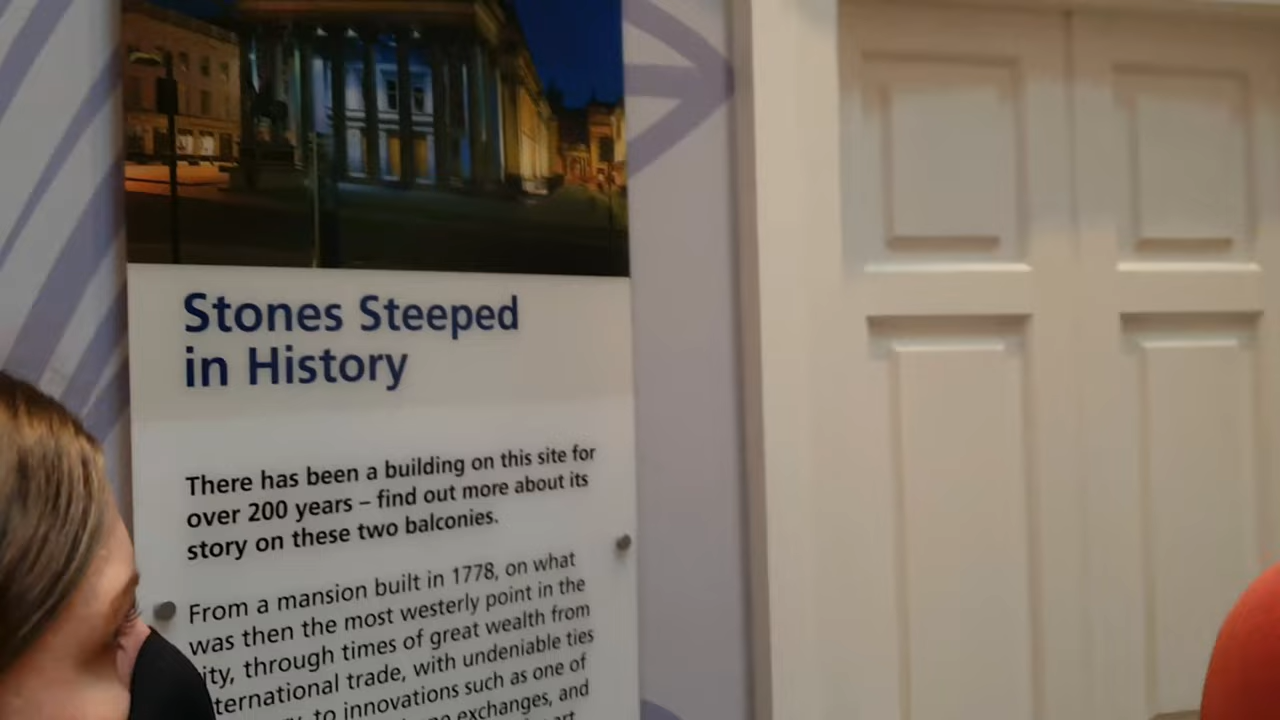 Stones Steeped
in History
There has been a building on this site for
over 200 years – find out more about its
story on these two balconies.
From a mansion built in 1778, on what
was then the most westerly point in the
ity, through times of great wealth from
ternational trade, with undeniable ties
to innovations such as one of
exchanges, and